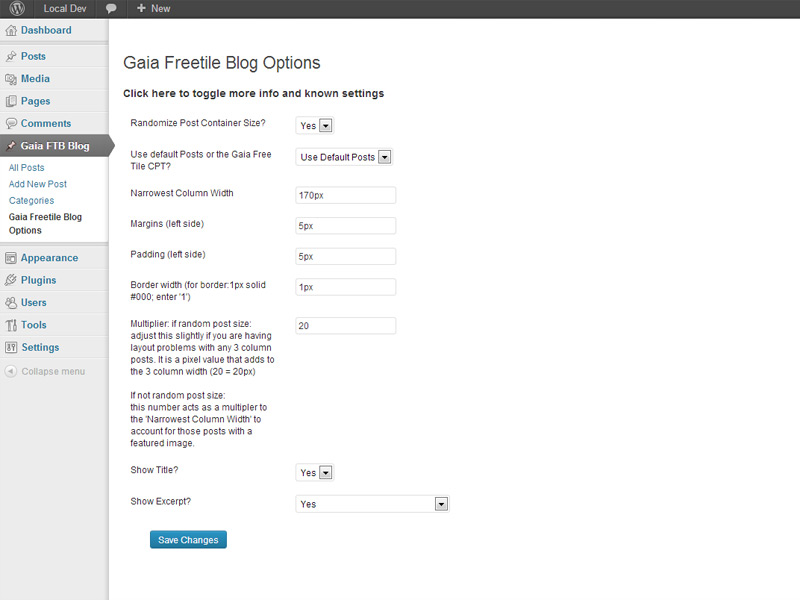 Local Dev
New
Dashboard
Posts
Media
Pages
Comments
Gaia FTB Blog
All Posts
Add New Post
Categories
Gaia Freetile Blog
Options
Appearance
Plugins
Users
Tools
Settings
Collapse menu
Gaia Freetile Blog Options
Click here to toggle more info and known settings
Randomize Post Container Size?
Yes
Use default Posts or the Gaia Free
Tile CPT?
Use Default Posts
Narrowest Column Width
170px
Margins (left side)
5px
Padding (left side)
5px
Border width (for border:1px solid
#000; enter '1')
1px
Multiplier: if random post size:
adjust this slightly if you are having
layout problems with any 3 column
posts. It is a pixel value that adds to
the 3 column width (20 = 20px)
20
If not random post size:
this number acts as a multipler to
the 'Narrowest Column Width' to
account for those posts with a
featured image.
Show Title?
Yes
Show Excerpt?
Yes
Save Changes